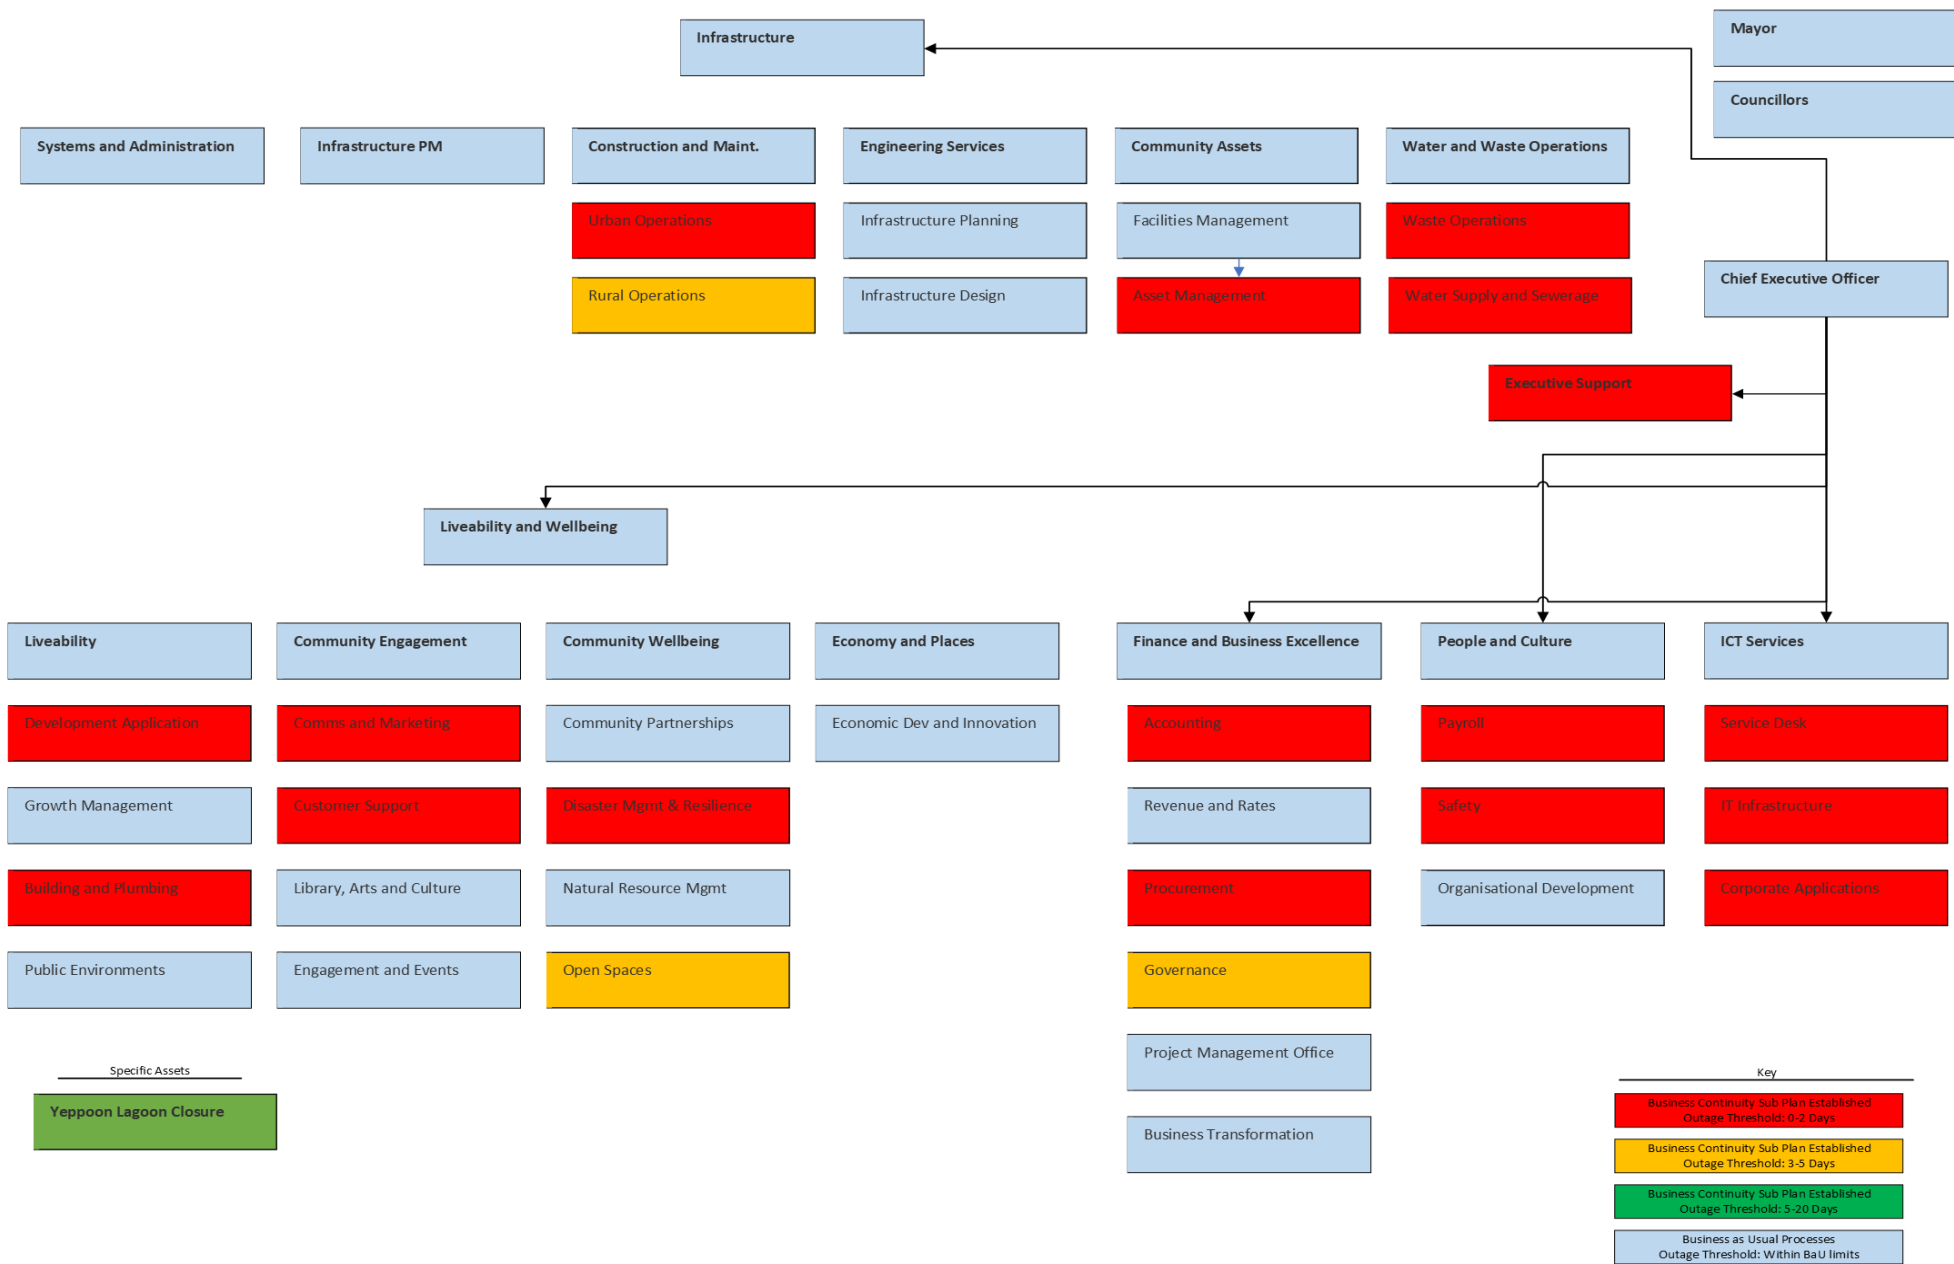 Infrastructure
Mayor
Councillors
Systems and Administration
Infrastructure PM
Construction and Maint.
Engineering Services
Community Assets
Water and Waste Operations
Urban Operations
Infrastructure Planning
Facilities Management
Waste Operations
Rural Operations
Infrastructure Design
Asset Management
Water Supply and Sewerage
Chief Executive Officer
Executive Support
Liveability and Wellbeing
Liveability
Community Engagement
Community Wellbeing
Economy and Places
Finance and Business Excellence
People and Culture
ICT Services
Development Application
Comms and Marketing
Community Partnerships
Economic Dev and Innovation
Accounting
Payroll
Service Desk
Growth Management
Customer Support
Disaster Mgmt & Resilience
Revenue and Rates
Safety
IT Infrastructure
Building and Plumbing
Library, Arts and Culture
Natural Resource Mgmt
Procurement
Organisational Development
Corporate Applications
Public Environments
Engagement and Events
Open Spaces
Governance
Project Management Office
Business Transformation
Specific Assets
Yeppoon Lagoon Closure
Key
Business Continuity Sub Plan Established
Outage Threshold: 0-2 Days
Business Continuity Sub Plan Established
Outage Threshold: 3-5 Days
Business Continuity Sub Plan Established
Outage Threshold: 5-20 Days
Business as Usual Processes
Outage Threshold: Within BaU limits